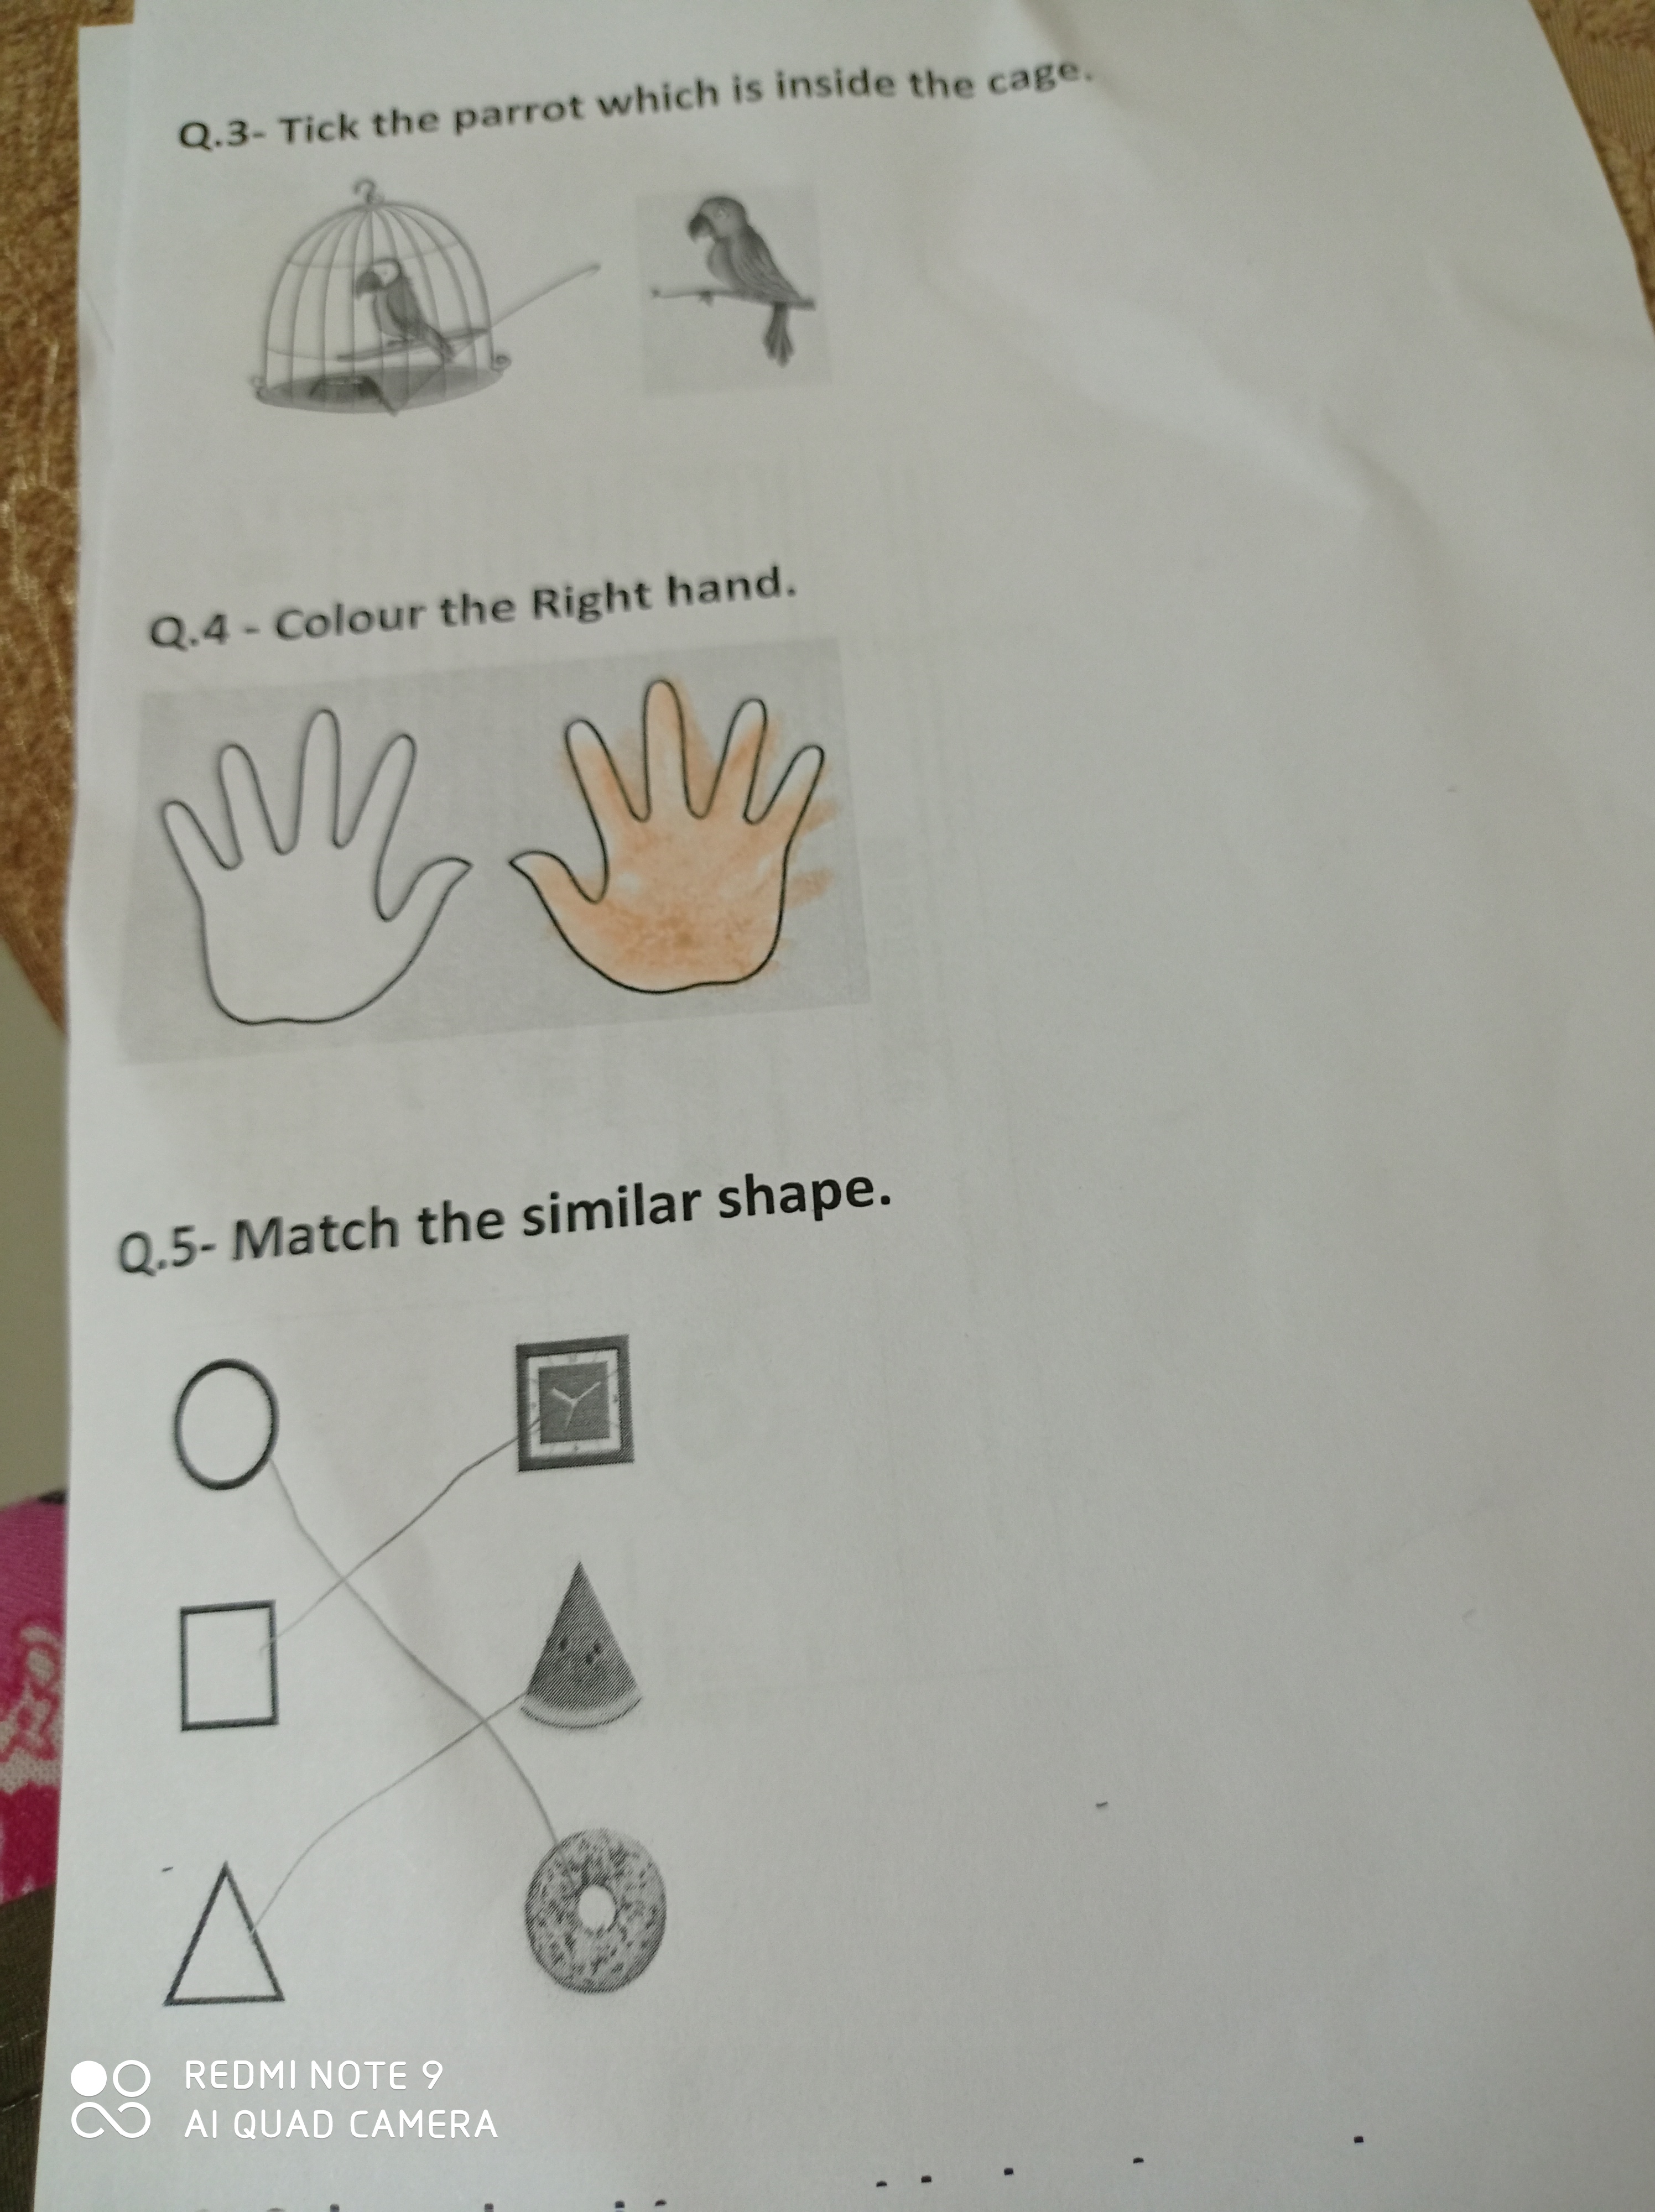 Q.3- Tick the parrot which is inside the cage.
Q.4 - Colour the Right hand.
Q.5- Match the similar shape.
REDMI NOTE 9
AI QUAD CAMERA